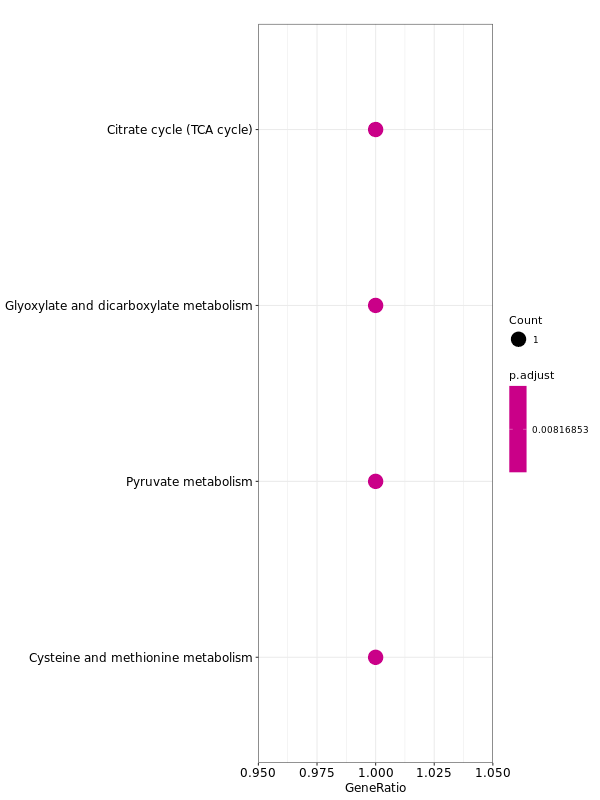 Citrate cycle (TCA cycle)
Glyoxylate and dicarboxylate metabolism
Pyruvate metabolism
Cysteine and methionine metabolism
0.950 0.975 1.000 1.025 1.050
GeneRatio
Count
1
p.adjust
0.00816853